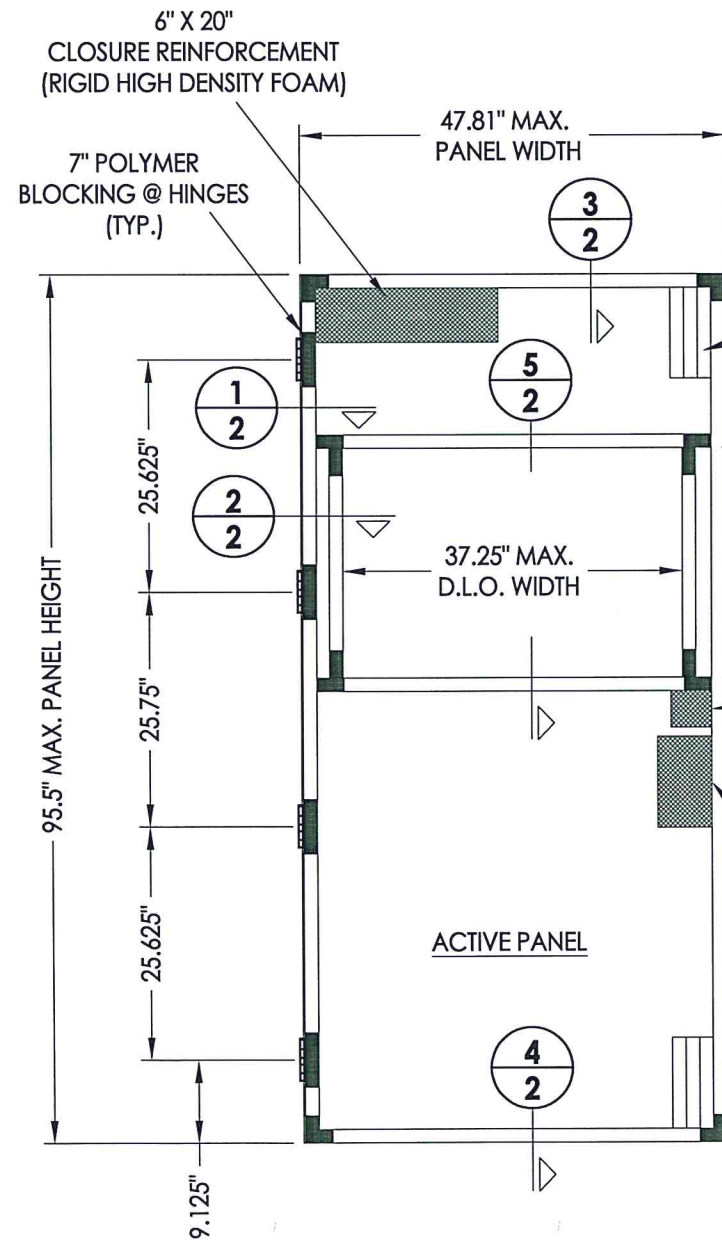 6" X 20"
CLOSURE REINFORCEMENT
(RIGID HIGH DENSITY FOAM)
47.81" MAX.
PANEL WIDTH
7" POLYMER
BLOCKING @ HINGES
(TYP.)
3
2
5
2
1
2
25.625"
2
2
37.25" MAX.
D.L.O. WIDTH
95.5" MAX. PANEL HEIGHT
25.75"
25.625"
ACTIVE PANEL
4
2
9.125"